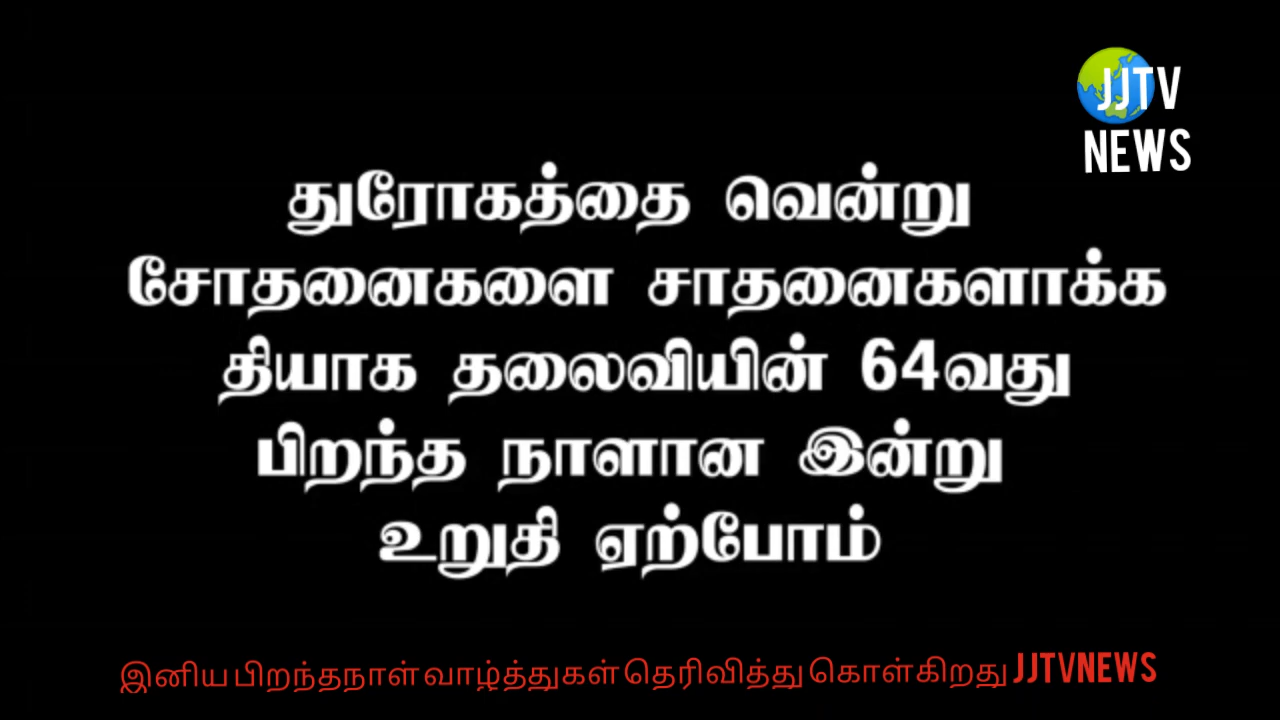 JJTV
NEWS
துரோகத்தை வென்று
சோதனைகளை சாதனைகளாக்க
தியாக தலைவியின் 64வது
பிறந்த நாளான இன்று
உறுதி ஏற்போம்
இனிய பிறந்தநாள் வாழ்த்துகள் தெரிவித்து கொள்கிறது JJTVNEWS